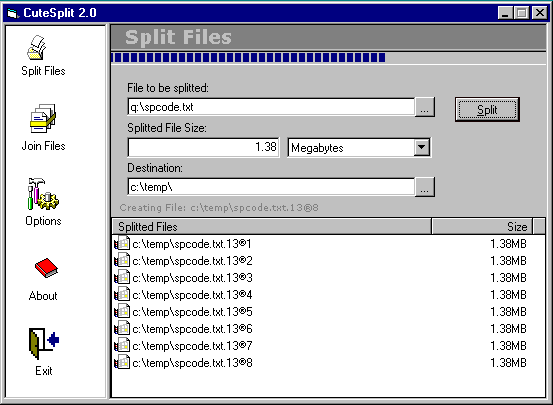 CuteSplit 2.0
Split Files
Split Files
Join Files
Options
About
Exit
File to be splitted:
q:\spcode.txt
...
Split
Splitted File Size:
1.38
Megabytes
Destination:
c:\temp\
...
Creating File: c:\temp\spcode.txt.13®8
Splitted Files Size
c:\temp\spcode.txt.13®1 1.38MB
c:\temp\spcode.txt.13®2 1.38MB
c:\temp\spcode.txt.13®3 1.38MB
c:\temp\spcode.txt.13®4 1.38MB
c:\temp\spcode.txt.13®5 1.38MB
c:\temp\spcode.txt.13®6 1.38MB
c:\temp\spcode.txt.13®7 1.38MB
c:\temp\spcode.txt.13®8 1.38MB